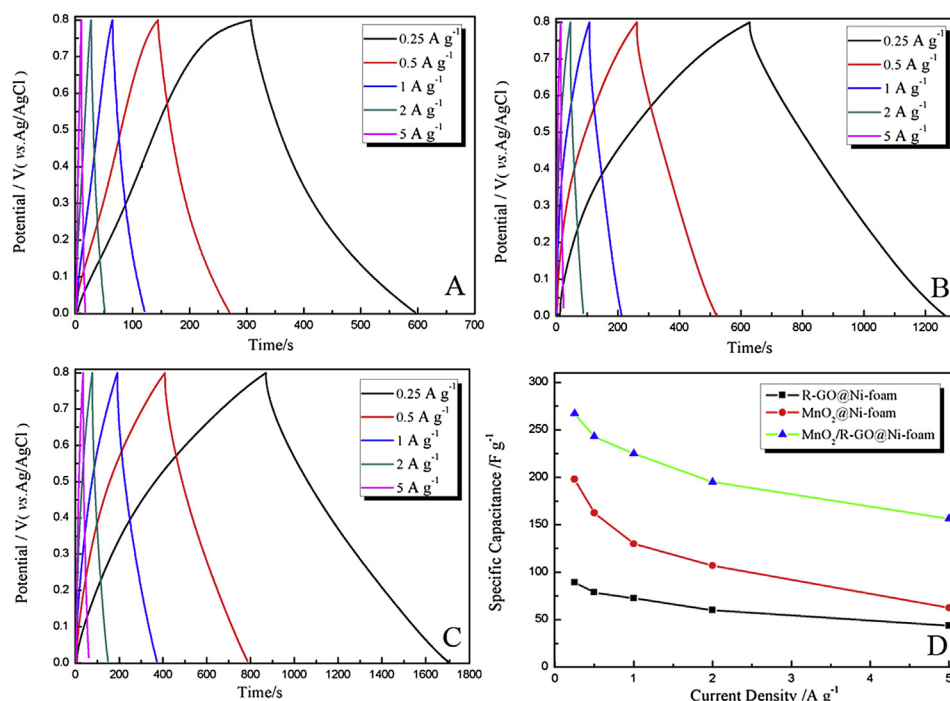 Potential / V( vs.Ag/AgCl)
0.8
0.7
0.6
0.5
0.4
0.3
0.2
0.1
0.0
0.25 A g⁻¹
0.5 A g⁻¹
1 A g⁻¹
2 A g⁻¹
5 A g⁻¹
A
0 100 200 300 400 500 600 700
Time/s
Potential / V( vs.Ag/AgCl)
0.8
0.7
0.6
0.5
0.4
0.3
0.2
0.1
0.0
0.25 A g⁻¹
0.5 A g⁻¹
1 A g⁻¹
2 A g⁻¹
5 A g⁻¹
B
0 200 400 600 800 1000 1200
Time/s
Potential / V( vs.Ag/AgCl)
0.8
0.7
0.6
0.5
0.4
0.3
0.2
0.1
0.0
0.25 A g⁻¹
0.5 A g⁻¹
1 A g⁻¹
2 A g⁻¹
5 A g⁻¹
C
0 200 400 600 800 1000 1200 1400 1600 1800
Time/s
Specific Capacitance /F g⁻¹
300
250
200
150
100
50
0
R-GO@Ni-foam
MnO₂@Ni-foam
MnO₂/R-GO@Ni-foam
D
0 1 2 3 4 5
Current Density /A g⁻¹